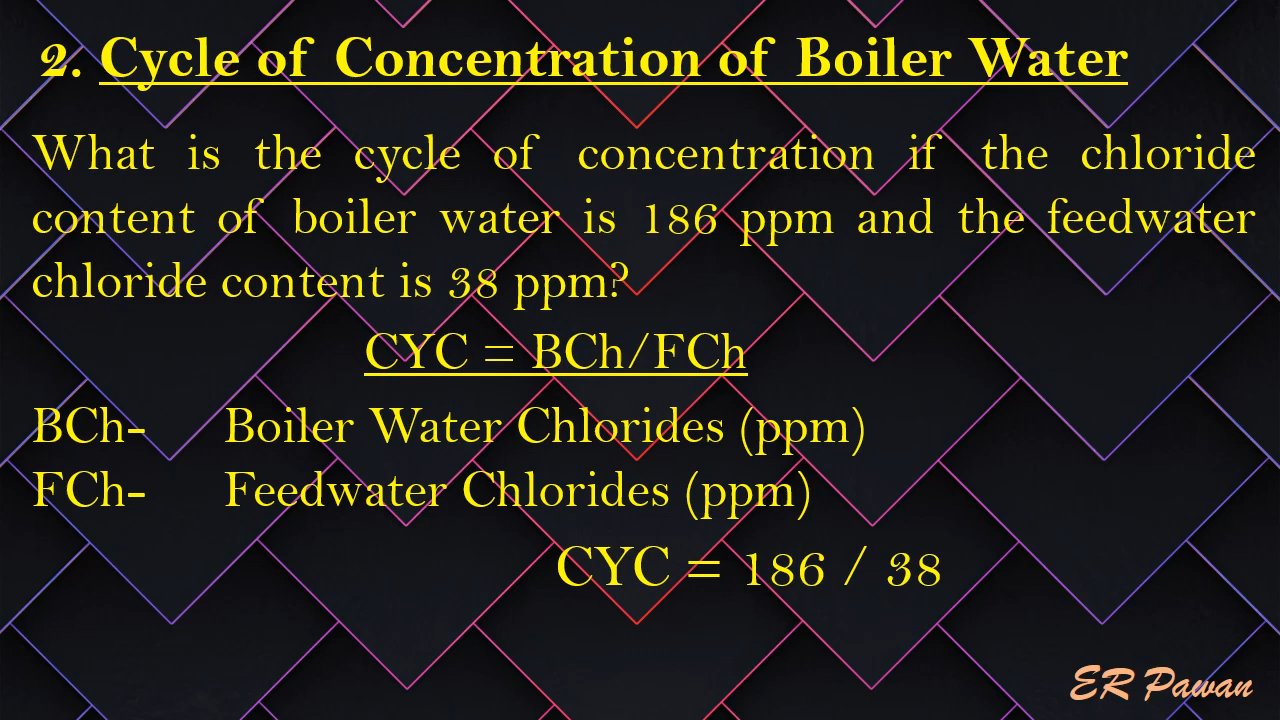 2. Cycle of Concentration of Boiler Water
What is the cycle of concentration if the chloride
content of boiler water is 186 ppm and the feedwater
chloride content is 38 ppm?
CYC = BCh/FCh
BCh- Boiler Water Chlorides (ppm)
FCh- Feedwater Chlorides (ppm)
CYC = 186 / 38
ER Pawan